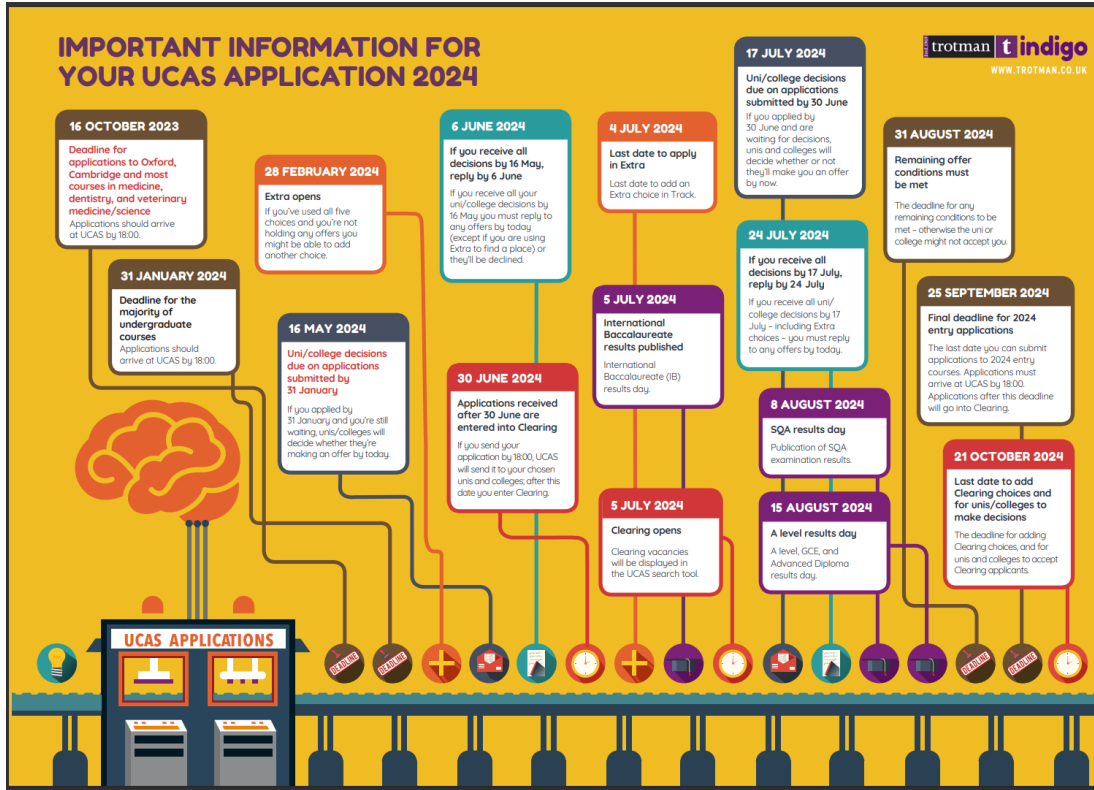 IMPORTANT INFORMATION FOR
YOUR UCAS APPLICATION 2024
trotman t indigo
WWW.TROTMAN.CO.UK
16 OCTOBER 2023
Deadline for
applications to Oxford,
Cambridge and most
courses in medicine,
dentistry, and veterinary
medicine/science
Applications should arrive
at UCAS by 18:00.
31 JANUARY 2024
Deadline for the
majority of
undergraduate
courses
Applications should
arrive at UCAS by 18:00.
28 FEBRUARY 2024
Extra opens
If you've used all five
choices and you're not
holding any offers you
might be able to add
another choice.
16 MAY 2024
Uni/college decisions
due on applications
submitted by
31 January
If you applied by
31 January and you're still
waiting, unis/colleges will
decide whether they're
making an offer by today.
6 JUNE 2024
If you receive all
decisions by 16 May,
reply by 6 June
If you receive all your
uni/college decisions by
16 May you must reply to
any offers by today
(except if you are using
Extra to find a place) or
they'll be declined.
30 JUNE 2024
Applications received
after 30 June are
entered into Clearing
If you send your
application by 18:00, UCAS
will send it to your chosen
unis and colleges; after this
date you enter Clearing.
4 JULY 2024
Last date to apply
in Extra
Last date to add an
Extra choice in Track.
5 JULY 2024
International
Baccalaureate
results published
International
Baccalaureate (IB)
results day.
5 JULY 2024
Clearing opens
Clearing vacancies
will be displayed in
the UCAS search tool.
17 JULY 2024
Uni/college decisions
due on applications
submitted by 30 June
If you applied by
30 June and are
waiting for decisions,
unis and colleges will
decide whether or not
they'll make you an offer
by now.
24 JULY 2024
If you receive all
decisions by 17 July,
reply by 24 July
If you receive all uni/
college decisions by 17
July – including Extra
choices – you must reply
to any offers by today.
8 AUGUST 2024
SQA results day
Publication of SQA
examination results.
15 AUGUST 2024
A level results day
A level, GCE, and
Advanced Diploma
results day.
31 AUGUST 2024
Remaining offer
conditions must
be met
The deadline for any
remaining conditions to be
met – otherwise the uni or
college might not accept you.
25 SEPTEMBER 2024
Final deadline for 2024
entry applications
The last date you can submit
applications to 2024 entry
courses. Applications must
arrive at UCAS by 18:00.
Applications after this deadline
will go into Clearing.
21 OCTOBER 2024
Last date to add
Clearing choices and
for unis/colleges to
make decisions
The deadline for adding
Clearing choices, and for
unis and colleges to accept
Clearing applicants.
UCAS APPLICATIONS
DEADLINE
DEADLINE
DEADLINE
DEADLINE